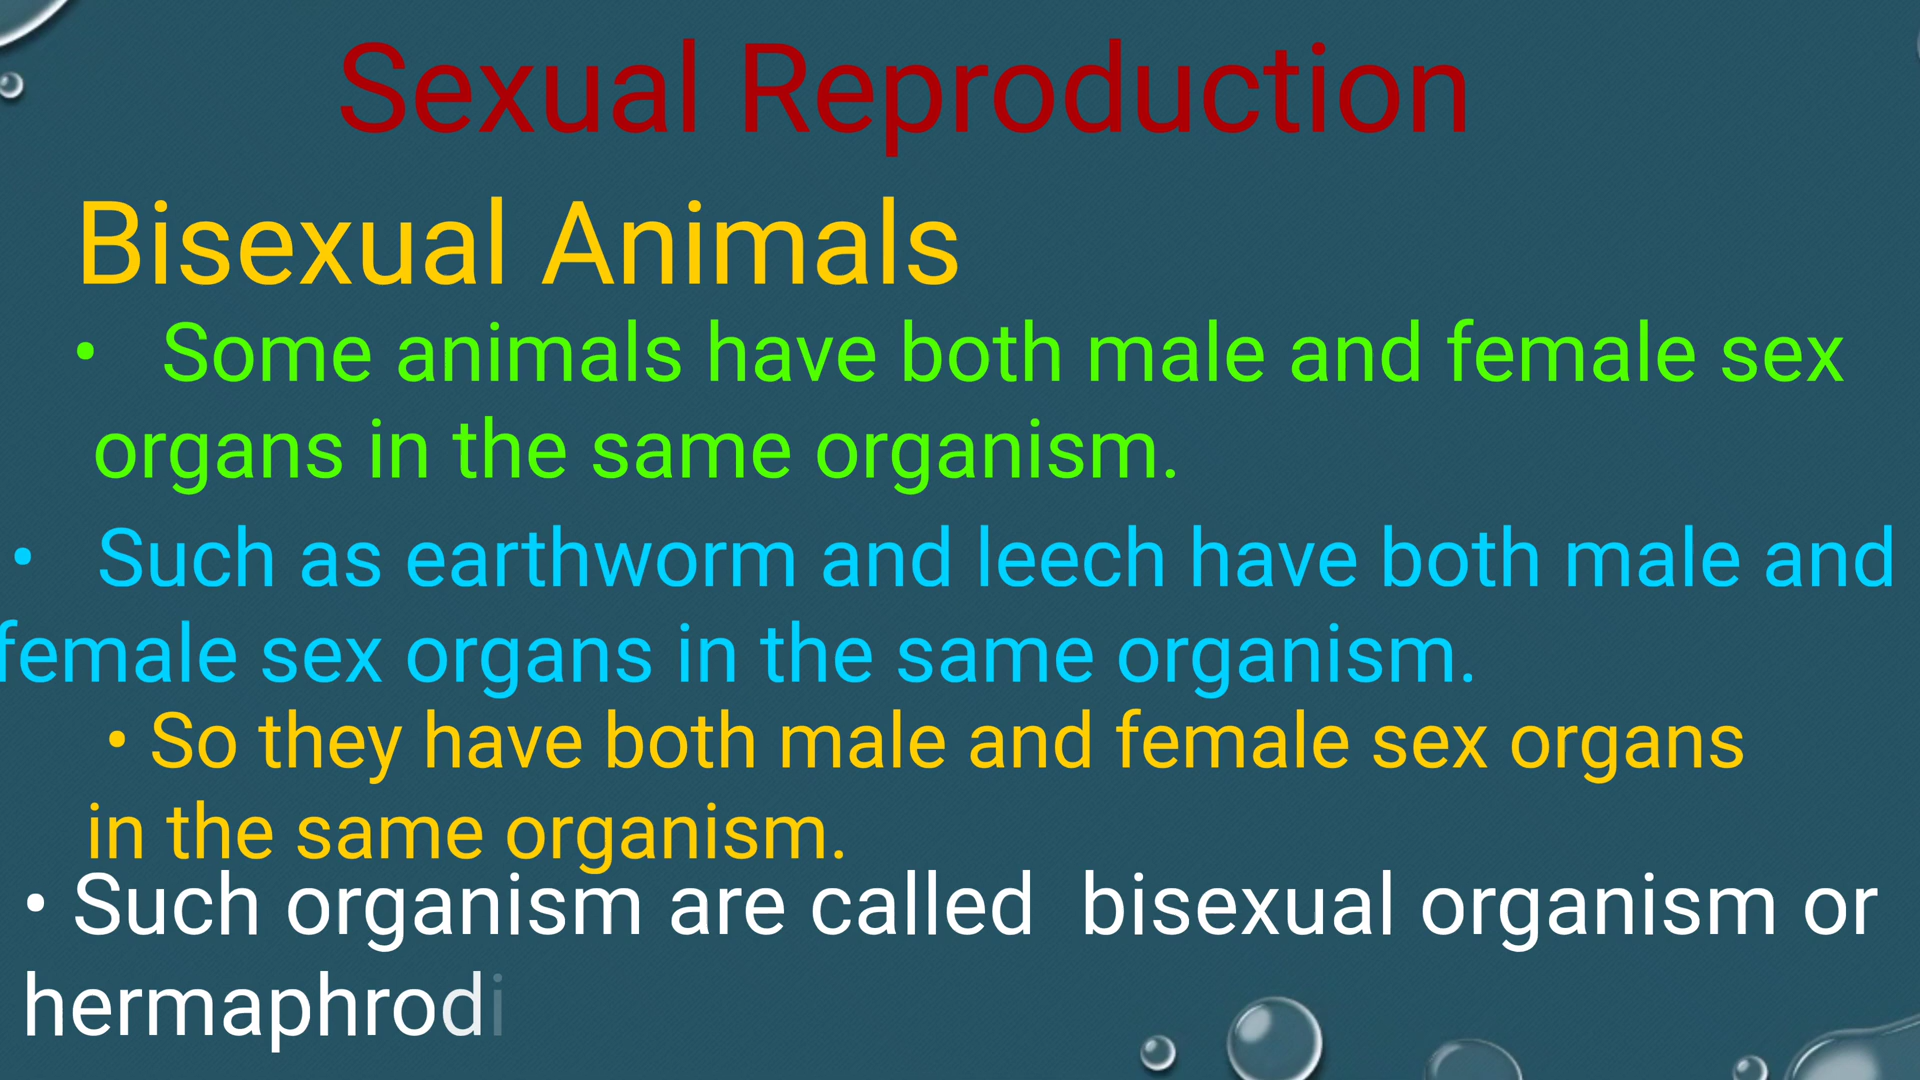 Sexual Reproduction
Bisexual Animals
• Some animals have both male and female sex
organs in the same organism.
• Such as earthworm and leech have both male and
female sex organs in the same organism.
• So they have both male and female sex organs
in the same organism.
• Such organism are called bisexual organism or
hermaphrodi